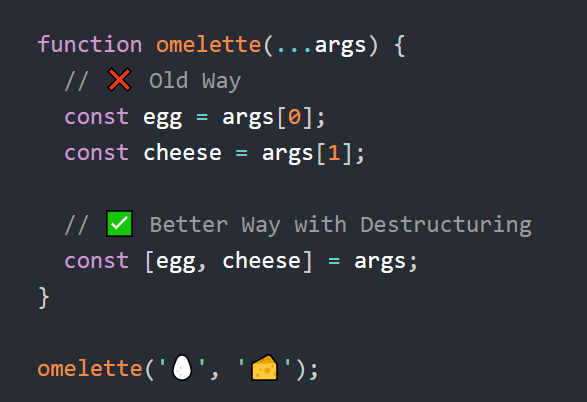 function omelette(...args) {
  // ❌ Old Way
  const egg = args[0];
  const cheese = args[1];

  // ✅ Better Way with Destructuring
  const [egg, cheese] = args;
}

omelette('🥚', '🧀');